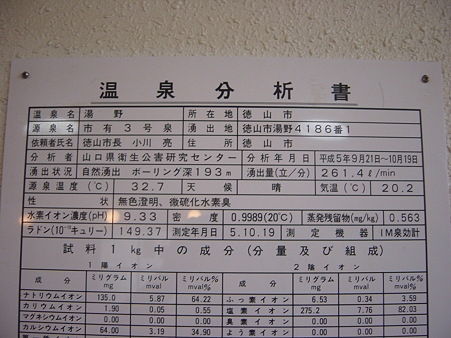 温泉分析書
温泉名 湯野 所在地 徳山市
源泉名 市有3号泉 湧出地 徳山市湯野4186番1
依頼者氏名 徳山市長 小川 亮 住所 徳山市
分析者 山口県衛生公害研究センター 分析年月日 平成5年9月21日〜10月19日
湧出状況 自然湧出 ボーリング深193m 湧出量(立/分) 261.4ℓ/min
源泉温度(℃) 32.7 天候 晴 気温(℃) 20.2
性状 無色澄明、微硫化水素臭
水素イオン濃度(pH) 9.33 密度 0.9989(20℃) 蒸発残留物(mg/kg) 0.563
ラドン(10⁻¹⁰キュリー) 149.37 測定年月日 5.10.19 測定機器 IM泉効計
試料1kg中の成分(分量及び組成)
1陽イオン 2陰イオン
成分 ミリグラム mg ミリバル mval ミリバル% mval% 成分 ミリグラム mg ミリバル mval ミリバル% mval%
ナトリウムイオン 135.0 5.87 64.22 ふっ素イオン 6.53 0.34 3.59
カリウムイオン 1.90 0.05 0.55 塩素イオン 275.2 7.76 82.03
マグネシウムイオン 0.00 0.00 0.00 臭素イオン 0.00 0.00 0.00
カルシウムイオン 64.00 3.19 34.90 よう素イオン 0.00 0.00 0.00